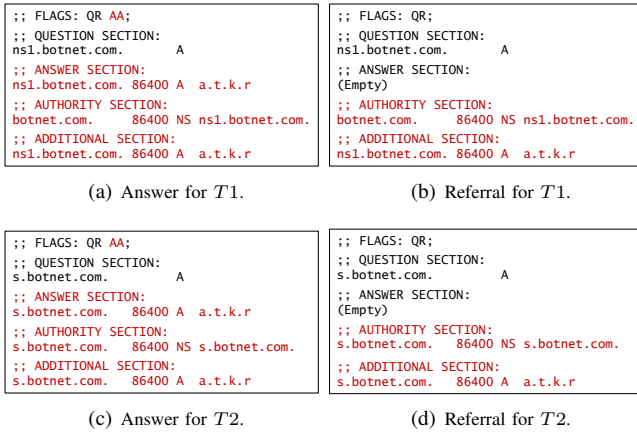 ;; FLAGS: QR AA;
;; QUESTION SECTION:
ns1.botnet.com. A
;; ANSWER SECTION:
ns1.botnet.com. 86400 A a.t.k.r
;; AUTHORITY SECTION:
botnet.com. 86400 NS ns1.botnet.com.
;; ADDITIONAL SECTION:
ns1.botnet.com. 86400 A a.t.k.r
(a) Answer for T1.
;; FLAGS: QR;
;; QUESTION SECTION:
ns1.botnet.com. A
;; ANSWER SECTION:
(Empty)
;; AUTHORITY SECTION:
botnet.com. 86400 NS ns1.botnet.com.
;; ADDITIONAL SECTION:
ns1.botnet.com. 86400 A a.t.k.r
(b) Referral for T1.
;; FLAGS: QR AA;
;; QUESTION SECTION:
s.botnet.com. A
;; ANSWER SECTION:
s.botnet.com. 86400 A a.t.k.r
;; AUTHORITY SECTION:
s.botnet.com. 86400 NS s.botnet.com.
;; ADDITIONAL SECTION:
s.botnet.com. 86400 A a.t.k.r
(c) Answer for T2.
;; FLAGS: QR;
;; QUESTION SECTION:
s.botnet.com. A
;; ANSWER SECTION:
(Empty)
;; AUTHORITY SECTION:
s.botnet.com. 86400 NS s.botnet.com.
;; ADDITIONAL SECTION:
s.botnet.com. 86400 A a.t.k.r
(d) Referral for T2.